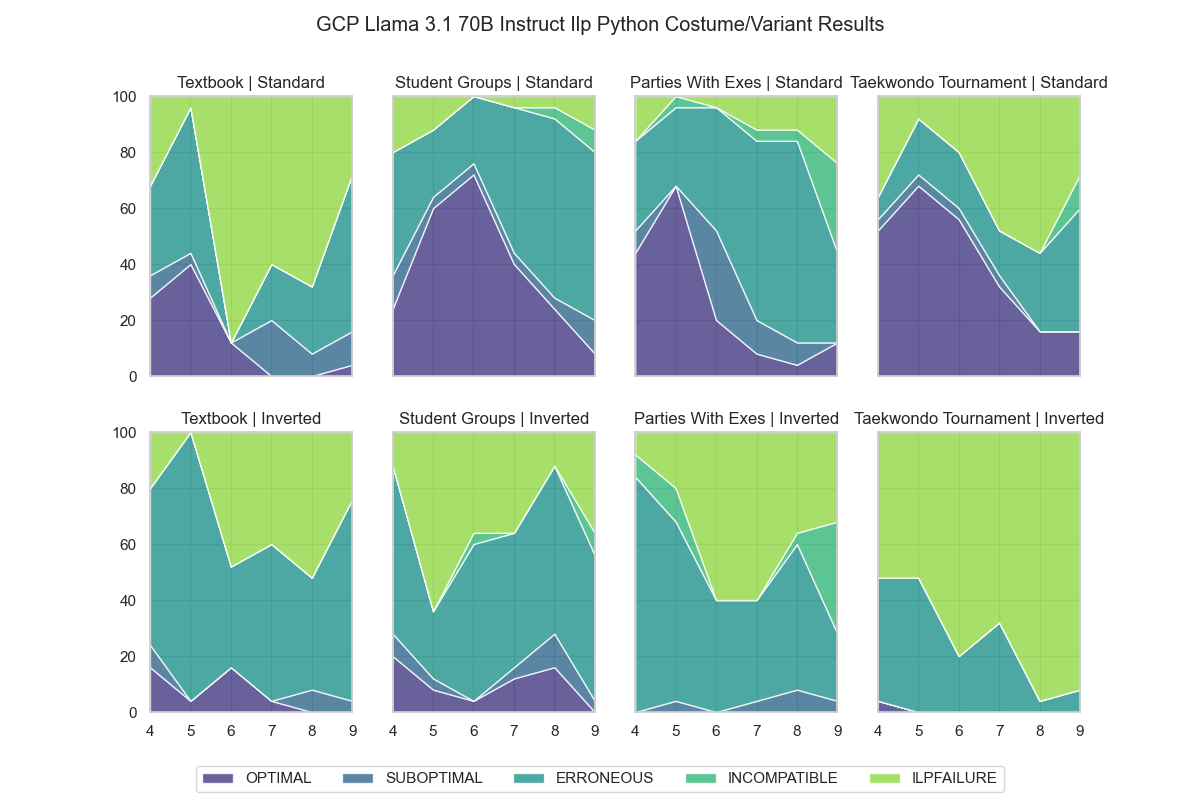 GCP Llama 3.1 70B Instruct Ilp Python Costume/Variant Results
Textbook | Standard
Student Groups | Standard
Parties With Exes | Standard
Taekwondo Tournament | Standard
100
80
60
40
20
0
Textbook | Inverted
Student Groups | Inverted
Parties With Exes | Inverted
Taekwondo Tournament | Inverted
100
80
60
40
20
0
4 5 6 7 8 9
4 5 6 7 8 9
4 5 6 7 8 9
4 5 6 7 8 9
OPTIMAL SUBOPTIMAL ERRONEOUS INCOMPATIBLE ILPFAILURE